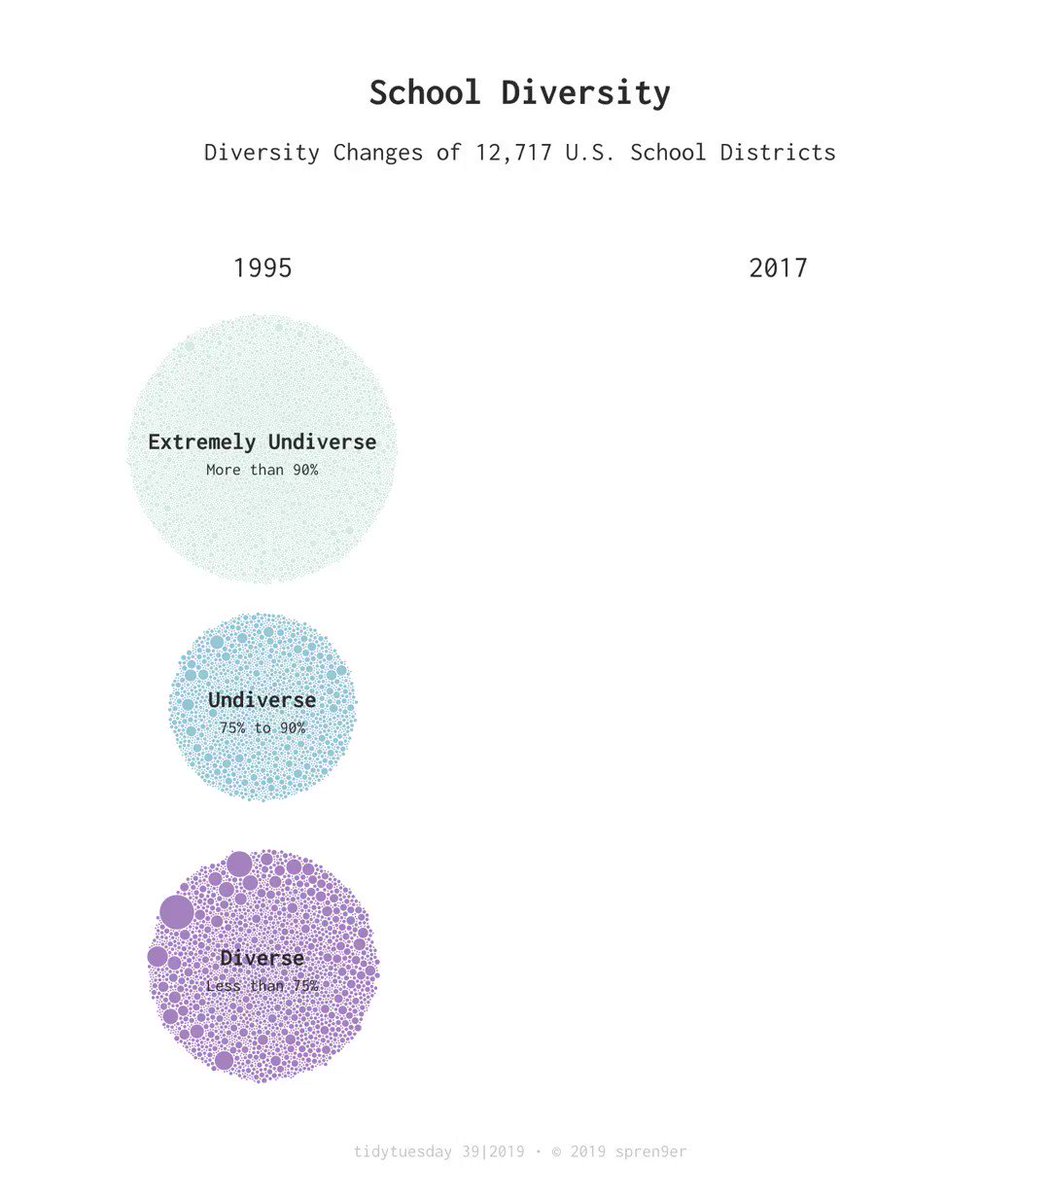 School Diversity
Diversity Changes of 12,717 U.S. School Districts
1995
2017
Extremely Undiverse
More than 90%
Undiverse
75% to 90%
Diverse
Less than 75%
tidytuesday 39|2019 · © 2019 spren9er